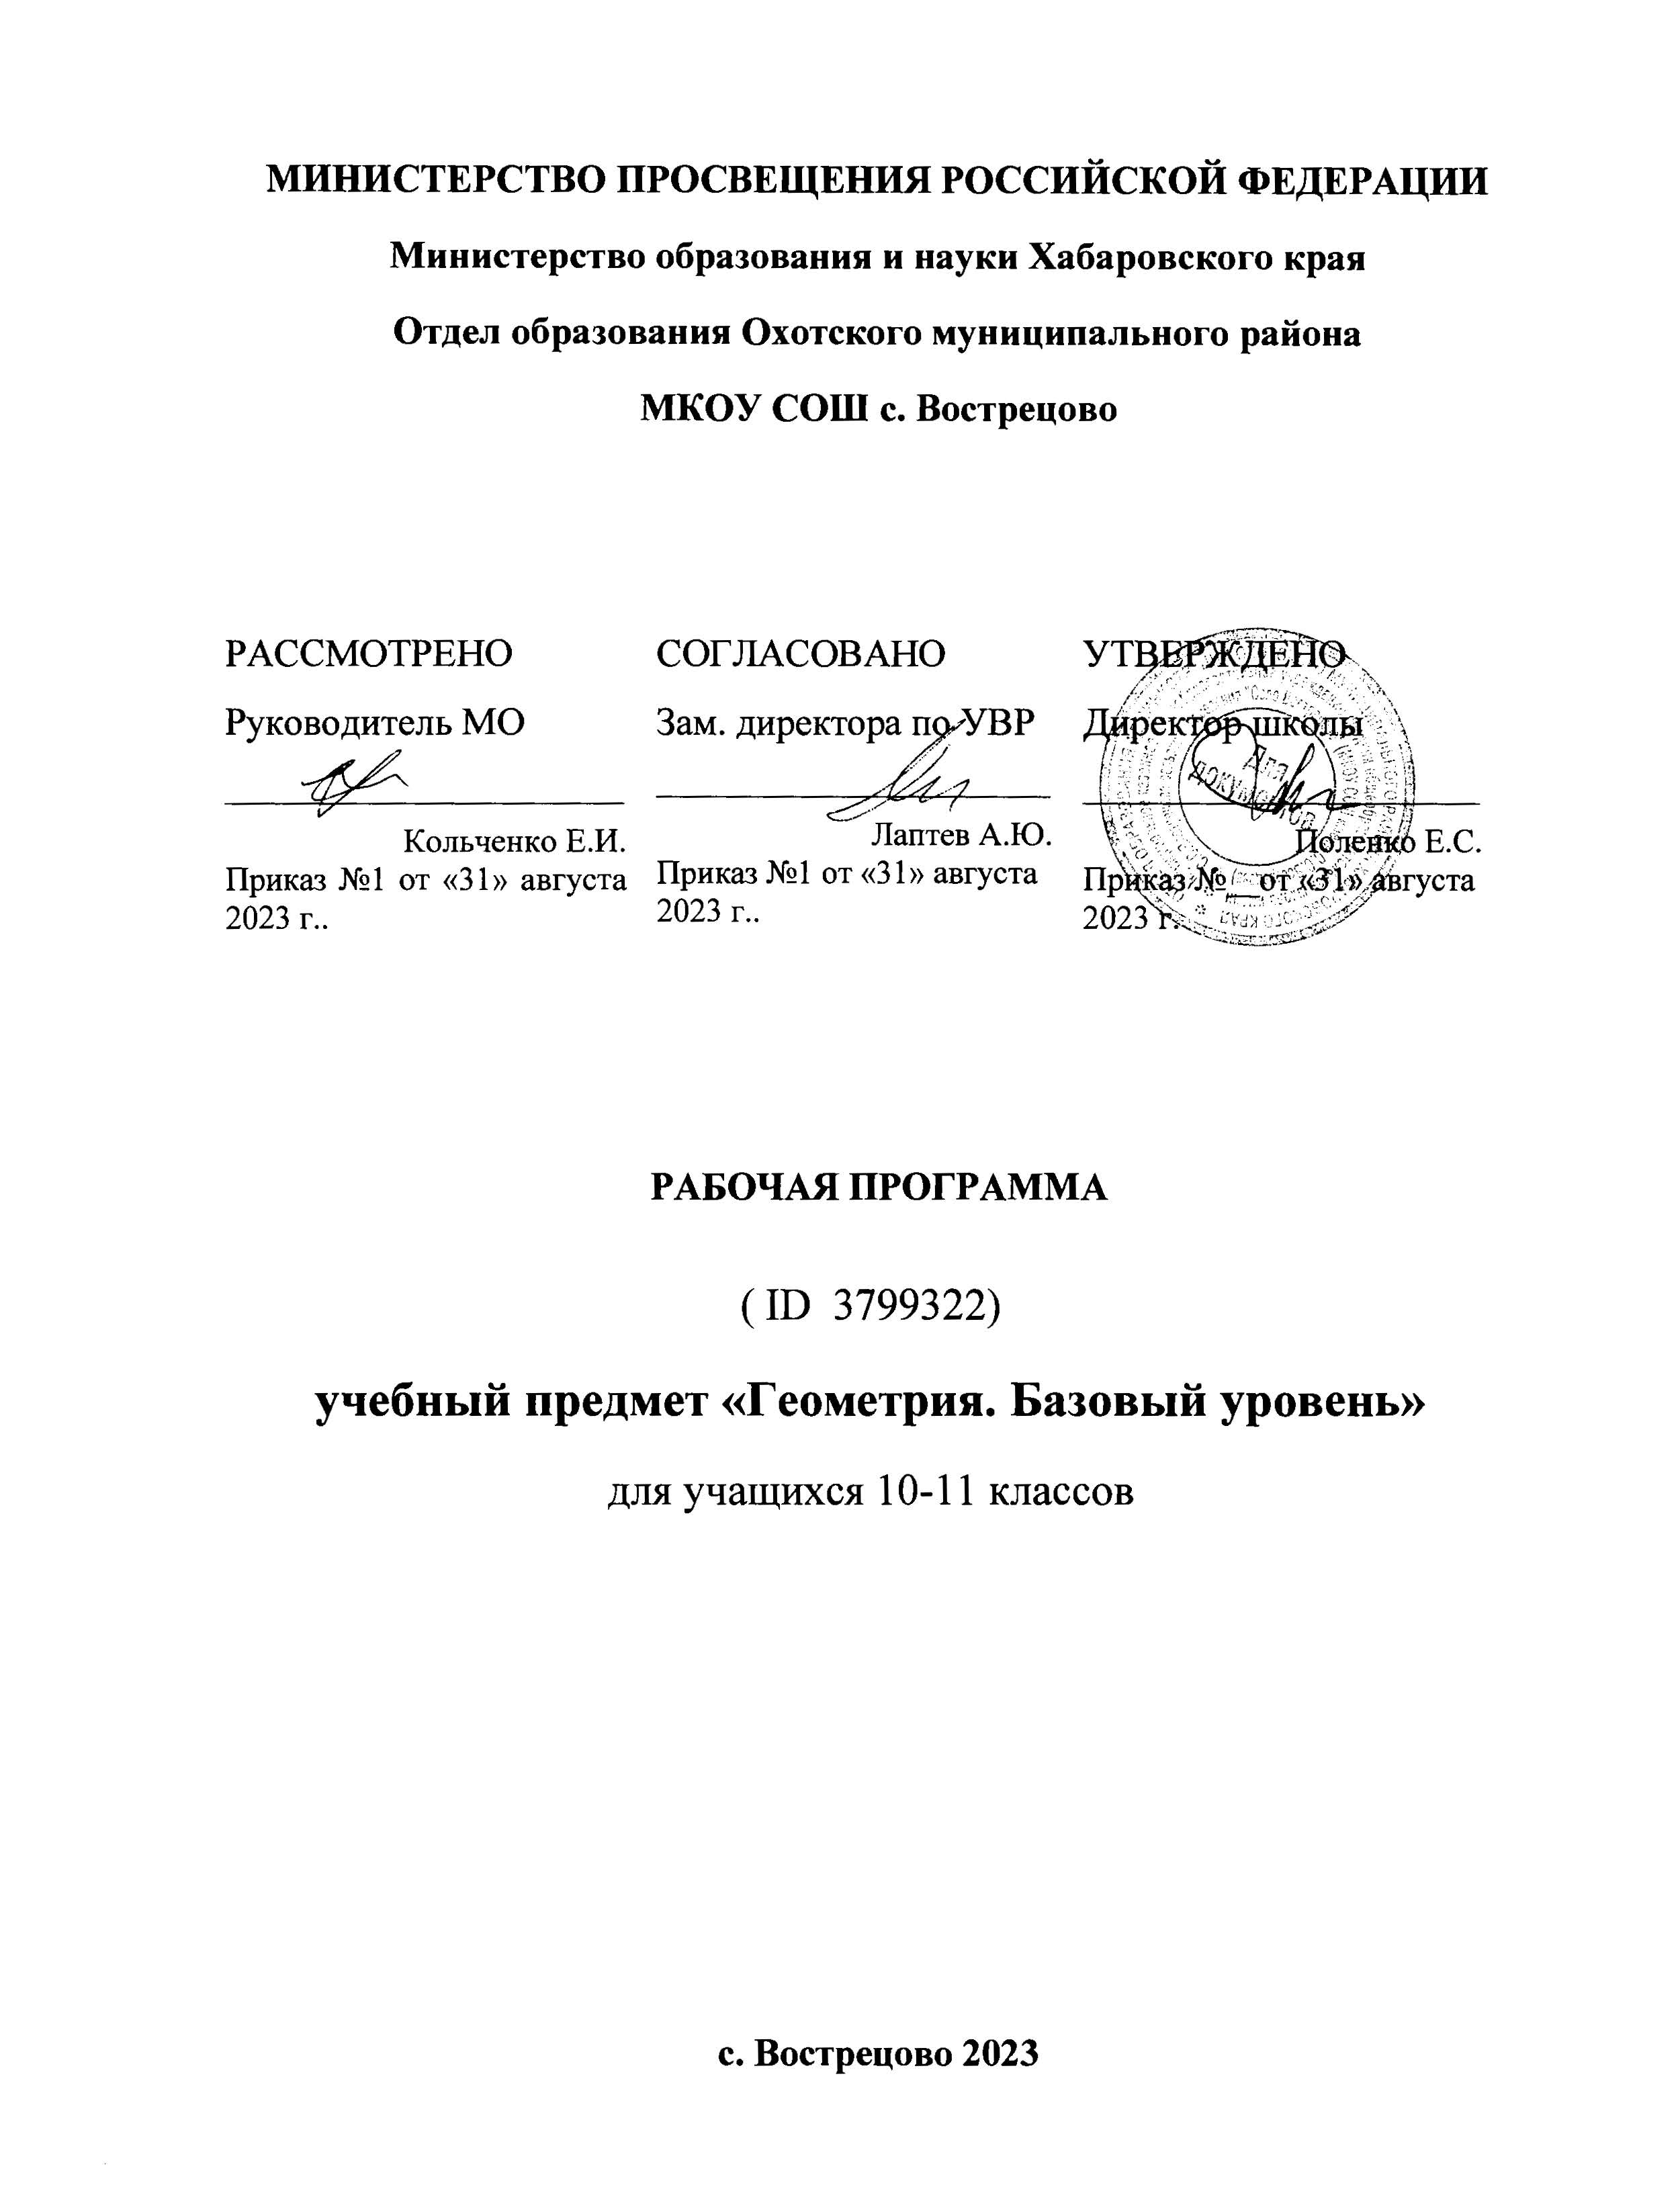 МИНИСТЕРСТВО ПРОСВЕЩЕНИЯ РОССИЙСКОЙ ФЕДЕРАЦИИ
Министерство образования и науки Хабаровского края
Отдел образования Охотского муниципального района
МКОУ СОШ с. Вострецово
РАССМОТРЕНО
Руководитель МО
Кольченко Е.И.
Приказ №1 от «31» августа
2023 г..
СОГЛАСОВАНО
Зам. директора по УВР
Лаптев А.Ю.
Приказ №1 от «31» августа
2023 г..
УТВЕРЖДЕНО
Директор школы
Для
документов
Поленко Е.С.
Приказ №__от «31» августа
2023 г.
РАБОЧАЯ ПРОГРАММА
( ID 3799322)
учебный предмет «Геометрия. Базовый уровень»
для учащихся 10-11 классов
с. Вострецово 2023